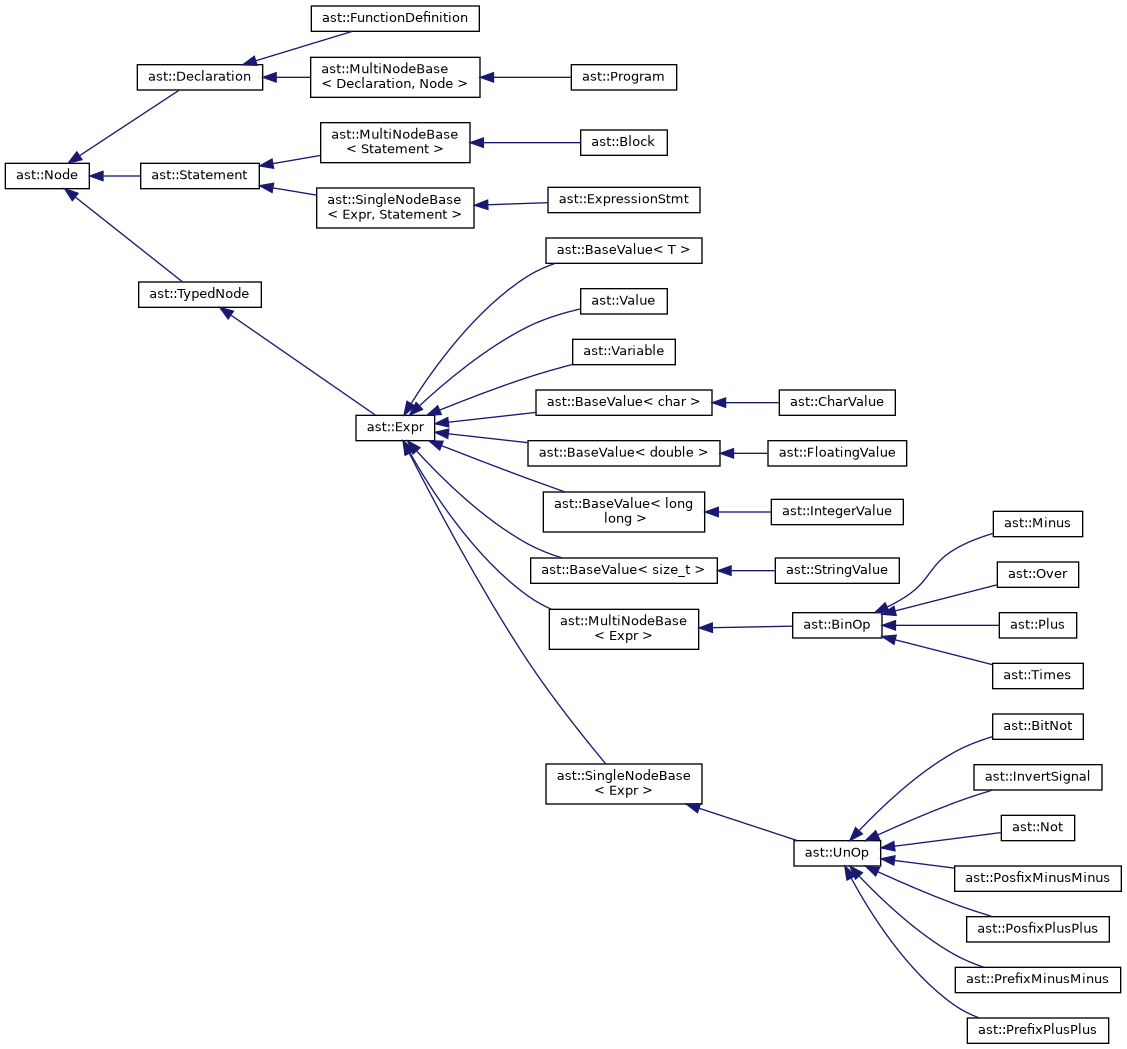 ast::FunctionDefinition
ast::Declaration
ast::MultiNodeBase
< Declaration, Node >
ast::Program
ast::MultiNodeBase
< Statement >
ast::Block
ast::Node
ast::Statement
ast::SingleNodeBase
< Expr, Statement >
ast::ExpressionStmt
ast::BaseValue< T >
ast::TypedNode
ast::Value
ast::Variable
ast::BaseValue< char >
ast::CharValue
ast::Expr
ast::BaseValue< double >
ast::FloatingValue
ast::BaseValue< long
long >
ast::IntegerValue
ast::Minus
ast::BaseValue< size_t >
ast::StringValue
ast::Over
ast::MultiNodeBase
< Expr >
ast::BinOp
ast::Plus
ast::Times
ast::BitNot
ast::SingleNodeBase
< Expr >
ast::InvertSignal
ast::Not
ast::UnOp
ast::PosfixMinusMinus
ast::PosfixPlusPlus
ast::PrefixMinusMinus
ast::PrefixPlusPlus